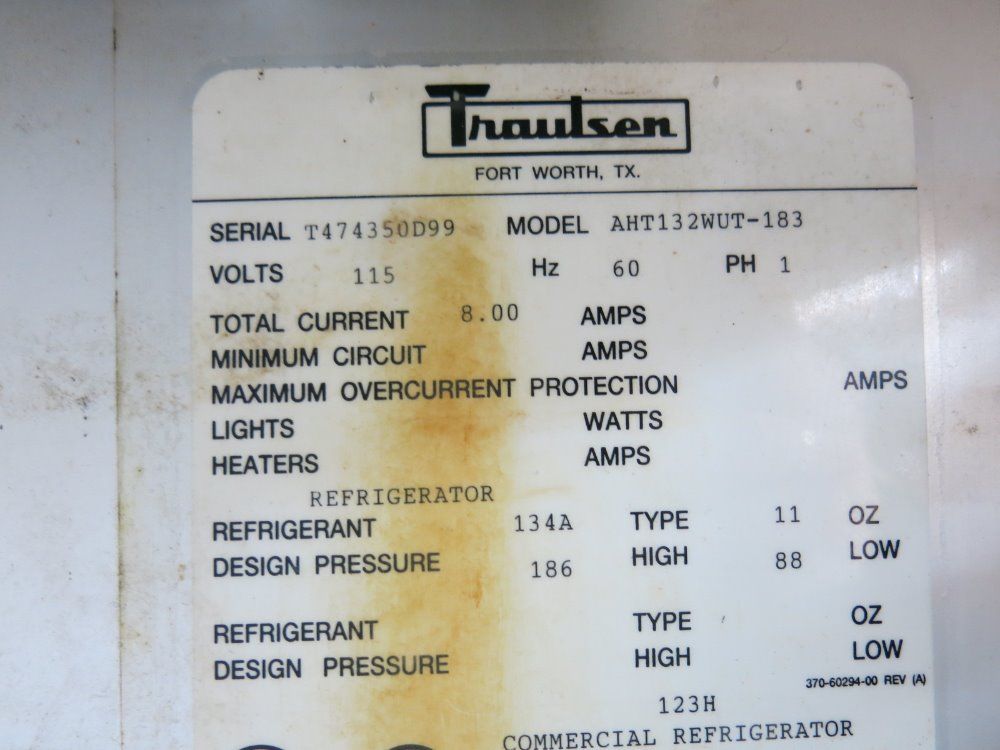 Traulsen
FORT WORTH, TX.
SERIAL T474350D99 MODEL AHT132WUT-183
VOLTS 115 Hz 60 PH 1
TOTAL CURRENT 8.00 AMPS
MINIMUM CIRCUIT AMPS
MAXIMUM OVERCURRENT PROTECTION AMPS
LIGHTS WATTS
HEATERS AMPS
REFRIGERATOR
REFRIGERANT 134A TYPE 11 OZ
DESIGN PRESSURE 186 HIGH 88 LOW
REFRIGERANT TYPE OZ
DESIGN PRESSURE HIGH LOW
370-60294-00 REV (A)
123H
COMMERCIAL REFRIGERATOR